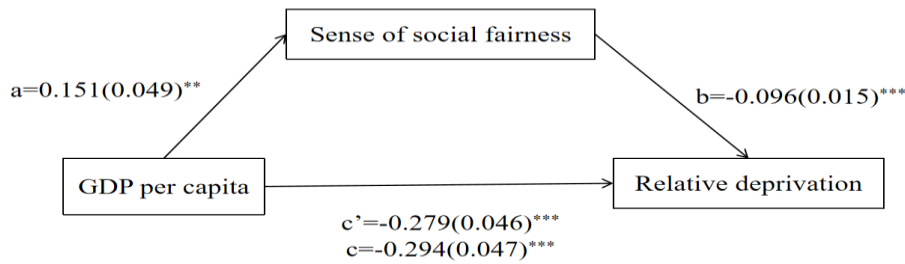 Sense of social fairness
a=0.151(0.049)**
b=-0.096(0.015)***
GDP per capita
Relative deprivation
c’=-0.279(0.046)***
c=-0.294(0.047)***